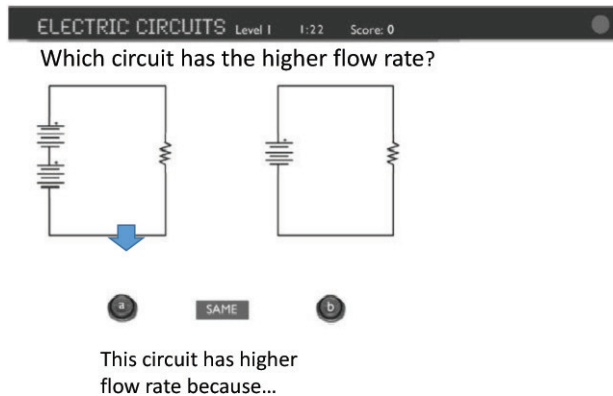 ELECTRIC CIRCUITS Level I 1:22 Score: 0
Which circuit has the higher flow rate?
a SAME b
This circuit has higher
flow rate because...